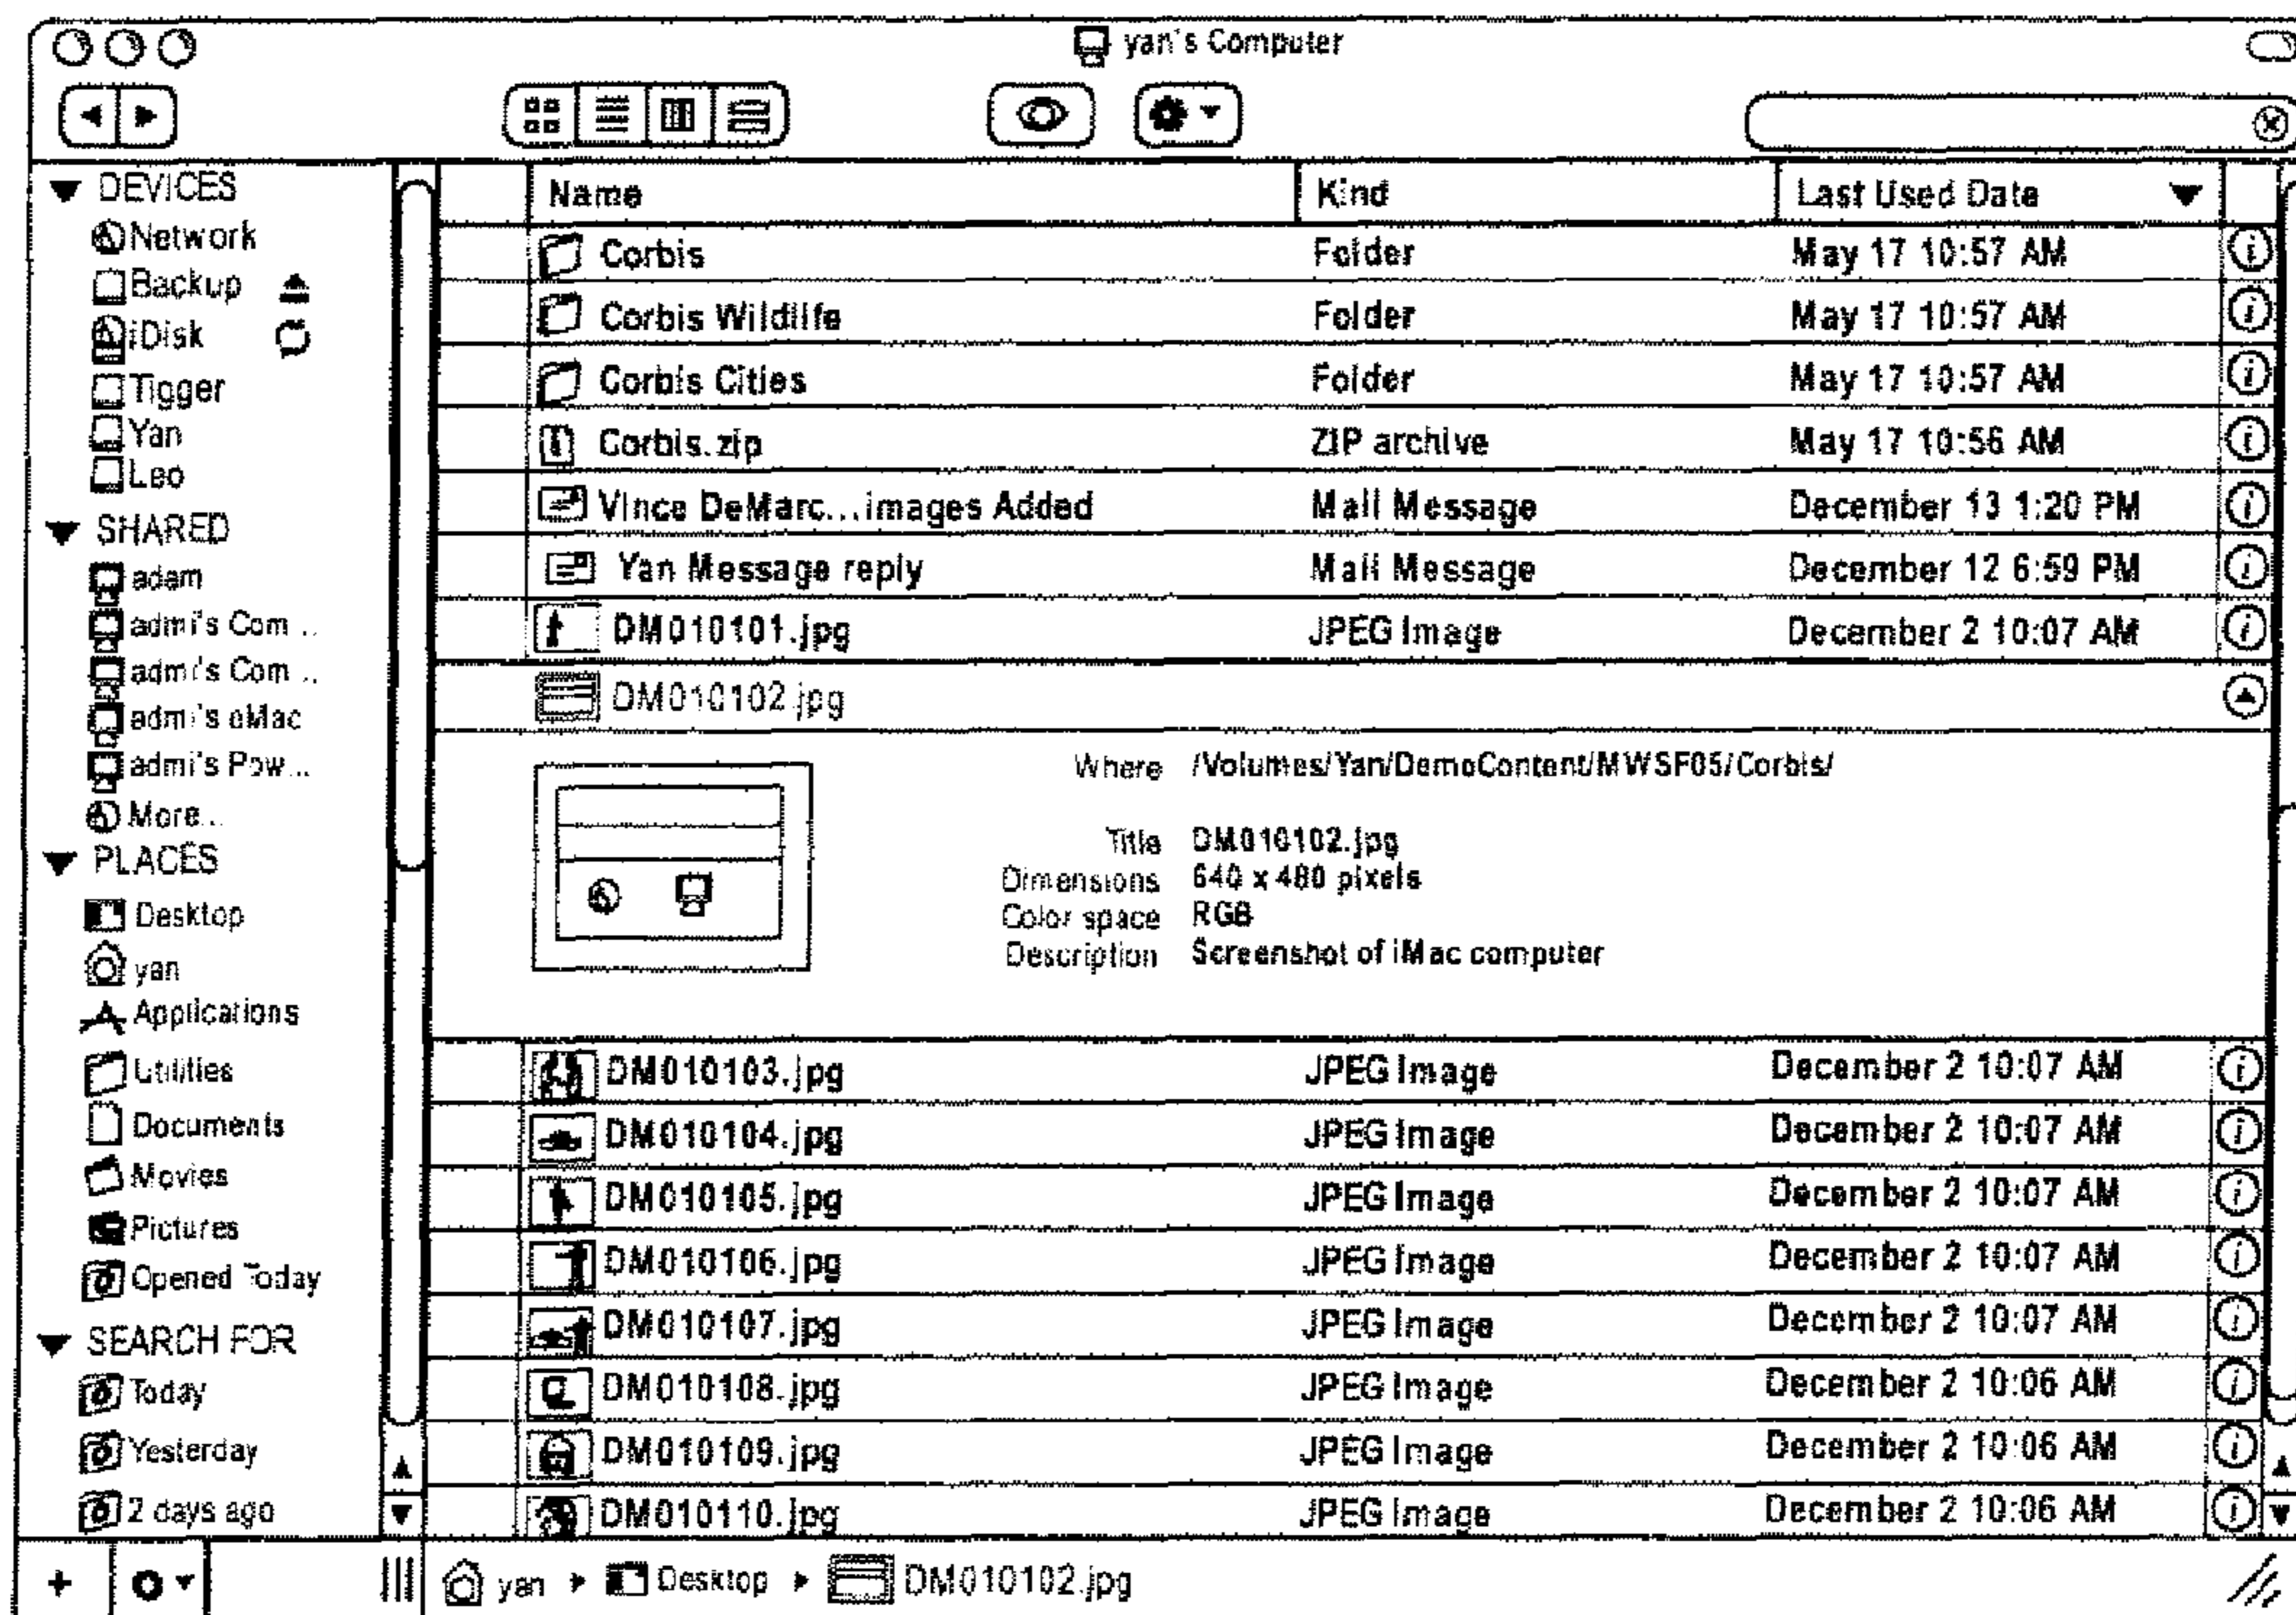 yan's Computer
DEVICES
Network
Backup
iDisk
Tigger
Yan
Leo
SHARED
adam
admi's Com ..
admi's Com ..
admi's eMac
admi's Pow...
More...
PLACES
Desktop
yan
Applications
Utilities
Documents
Movies
Pictures
Opened Today
SEARCH FOR
Today
Yesterday
2 days ago
Name Kind Last Used Date
Corbis Folder May 17 10:57 AM
Corbis Wildlife Folder May 17 10:57 AM
Corbis Cities Folder May 17 10:57 AM
Corbis.zip ZIP archive May 17 10:56 AM
Vince DeMarc...images Added Mail Message December 13 1:20 PM
Yan Message reply Mail Message December 12 6:59 PM
DM010101.jpg JPEG Image December 2 10:07 AM
DM010102.jpg
Where /Volumes/Yan/DemoContent/MWSF05/Corbis/
Title DM010102.jpg
Dimensions 640 x 480 pixels
Color space RGB
Description Screenshot of iMac computer
DM010103.jpg JPEG Image December 2 10:07 AM
DM010104.jpg JPEG Image December 2 10:07 AM
DM010105.jpg JPEG Image December 2 10:07 AM
DM010106.jpg JPEG Image December 2 10:07 AM
DM010107.jpg JPEG Image December 2 10:07 AM
DM010108.jpg JPEG Image December 2 10:06 AM
DM010109.jpg JPEG Image December 2 10:06 AM
DM010110.jpg JPEG Image December 2 10:06 AM
yan Desktop DM010102.jpg